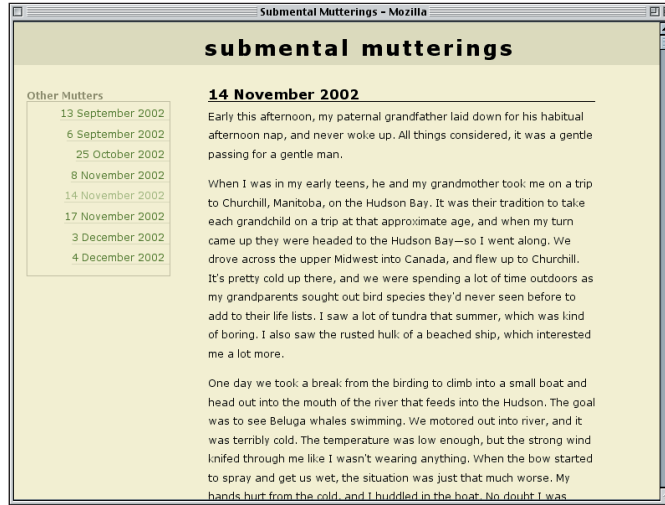 Submental Mutterings – Mozilla
submental mutterings
Other Mutters
13 September 2002
6 September 2002
25 October 2002
8 November 2002
14 November 2002
17 November 2002
3 December 2002
4 December 2002
14 November 2002
Early this afternoon, my paternal grandfather laid down for his habitual
afternoon nap, and never woke up. All things considered, it was a gentle
passing for a gentle man.
When I was in my early teens, he and my grandmother took me on a trip
to Churchill, Manitoba, on the Hudson Bay. It was their tradition to take
each grandchild on a trip at that approximate age, and when my turn
came up they were headed to the Hudson Bay—so I went along. We
drove across the upper Midwest into Canada, and flew up to Churchill.
It's pretty cold up there, and we were spending a lot of time outdoors as
my grandparents sought out bird species they'd never seen before to
add to their life lists. I saw a lot of tundra that summer, which was kind
of boring. I also saw the rusted hulk of a beached ship, which interested
me a lot more.
One day we took a break from the birding to climb into a small boat and
head out into the mouth of the river that feeds into the Hudson. The goal
was to see Beluga whales swimming. We motored out into river, and it
was terribly cold. The temperature was low enough, but the strong wind
knifed through me like I wasn't wearing anything. When the bow started
to spray and get us wet, the situation was just that much worse. My
hands hurt from the cold, and I huddled in the boat. No doubt I was